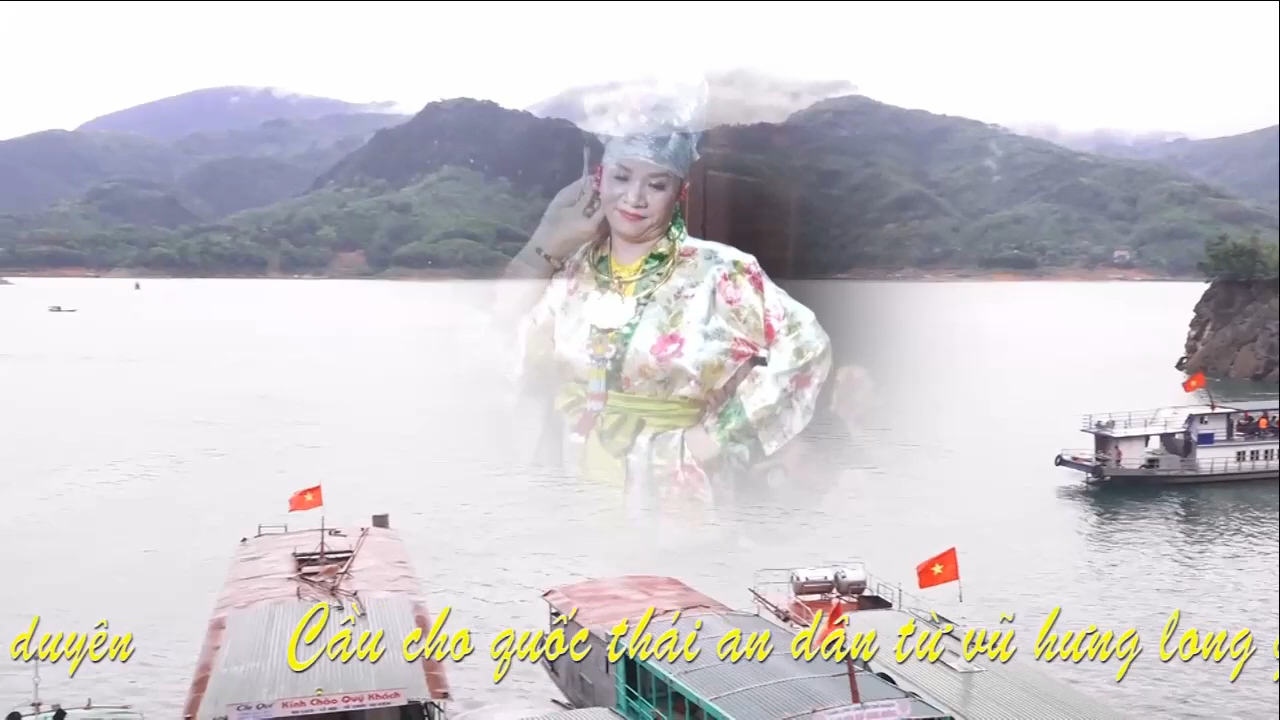 duyên Cầu cho quốc thái an dân từ vũ hưng long
Kính Chào Quý Khách